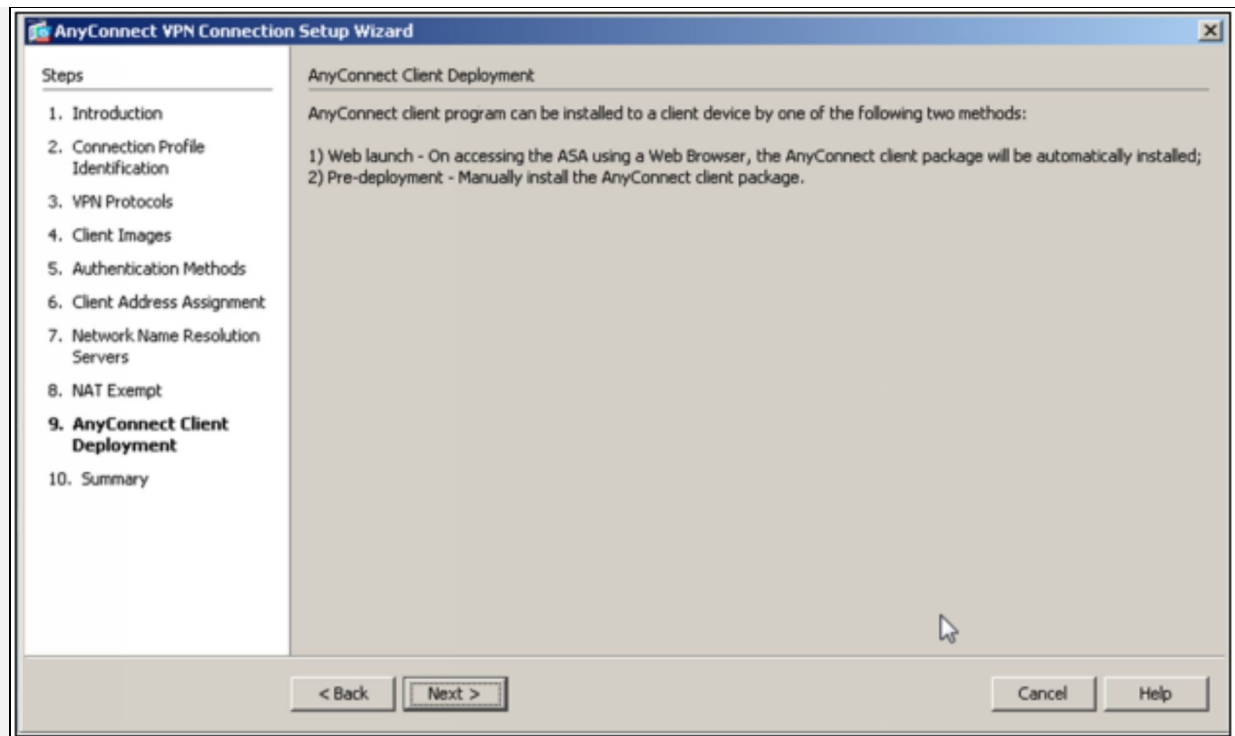 AnyConnect VPN Connection Setup Wizard
Steps
1. Introduction
2. Connection Profile
Identification
3. VPN Protocols
4. Client Images
5. Authentication Methods
6. Client Address Assignment
7. Network Name Resolution
Servers
8. NAT Exempt
9. AnyConnect Client
Deployment
10. Summary
AnyConnect Client Deployment
AnyConnect client program can be installed to a client device by one of the following two methods:
1) Web launch - On accessing the ASA using a Web Browser, the AnyConnect client package will be automatically installed;
2) Pre-deployment - Manually install the AnyConnect client package.
< Back
Next >
Cancel
Help